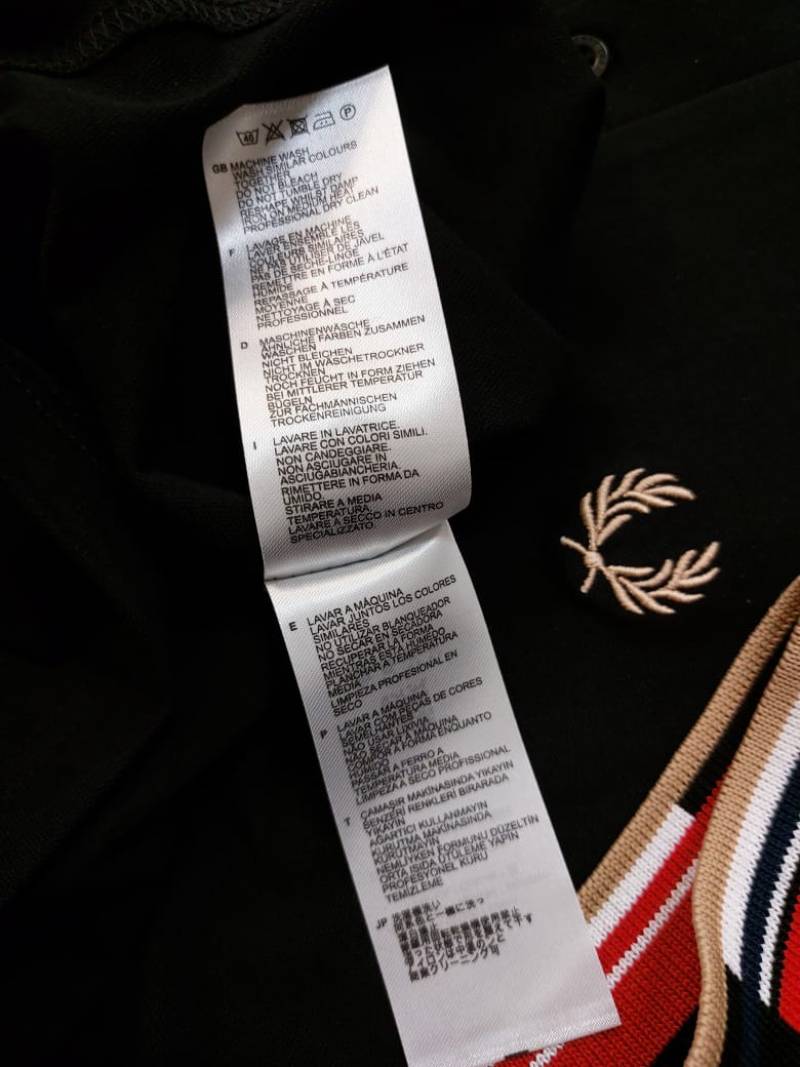 40
P
GB MACHINE WASH
WASH SIMILAR COLOURS
TOGETHER
DO NOT BLEACH
DO NOT TUMBLE DRY
RESHAPE WHILST DAMP
IRON ON MEDIUM HEAT
PROFESSIONAL DRY CLEAN
F LAVAGE EN MACHINE
LAVER ENSEMBLE LES
COULEURS SIMILAIRES
NE PAS UTILISER DE JAVEL
PAS DE SÈCHE-LINGE
REMETTRE EN FORME À L'ÉTAT
HUMIDE
REPASSAGE À TEMPÉRATURE
MOYENNE
NETTOYAGE À SEC
PROFESSIONNEL
D MASCHINENWÄSCHE
ÄHNLICHE FARBEN ZUSAMMEN
WASCHEN
NICHT BLEICHEN
NICHT IM WÄSCHETROCKNER
TROCKNEN
NOCH FEUCHT IN FORM ZIEHEN
BEI MITTLERER TEMPERATUR
BÜGELN
ZUR FACHMÄNNISCHEN
TROCKENREINIGUNG
I LAVARE IN LAVATRICE.
LAVARE CON COLORI SIMILI.
NON CANDEGGIARE.
NON ASCIUGARE IN
ASCIUGABIANCHERIA.
RIMETTERE IN FORMA DA
UMIDO.
STIRARE A MEDIA
TEMPERATURA.
LAVARE A SECCO IN CENTRO
SPECIALIZZATO.
E LAVAR A MÁQUINA
LAVAR JUNTOS LOS COLORES
SIMILARES
NO UTILIZAR BLANQUEADOR
NO SECAR EN SECADORA
RECUPERAR LA FORMA
MIENTRAS ESTÁ HÚMEDO
PLANCHAR A TEMPERATURA
MEDIA
LIMPIEZA PROFESIONAL EN
SECO
P LAVAR A MÁQUINA
LAVAR COM PEÇAS DE CORES
SEMELHANTES
NÃO USAR LIXIVIA
NÃO SECAR À MÁQUINA
COMPOR A FORMA ENQUANTO
HÚMIDO
PASSAR A FERRO A
TEMPERATURA MEDIA
LIMPEZA A SECO PROFISSIONAL
T ÇAMAŞIR MAKİNASINDA YIKAYIN
BENZERİ RENKLERİ BIRARADA
YIKAYIN
AĞARTICI KULLANMAYIN
KURUTMA MAKİNASINDA
KURUTMAYIN
NEMLIYKEN FORMUNU DÜZELTİN
ORTA ISIDA ÜTÜLEME YAPIN
PROFESYONEL KURU
TEMİZLEME
JP